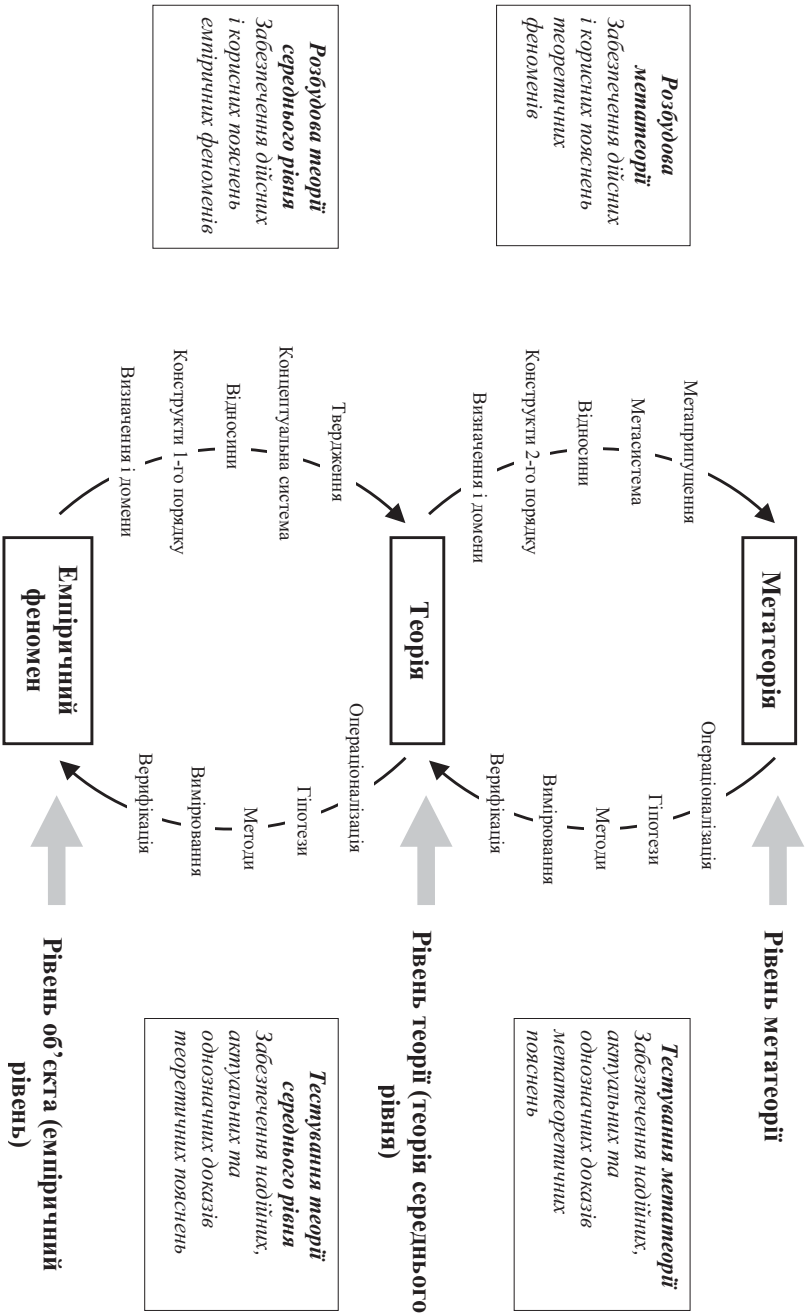 Розбудова
метатеорії
Забезпечення дійсних
і корисних пояснень
теоретичних
феноменів
Метаприпущення
Метасистема
Відносини
Конструкти 2-го порядку
Визначення і домени
Метатеорія
Операціоналізація
Гіпотези
Методи
Вимірювання
Верифікація
Рівень метатеорії
Тестування метатеорії
Забезпечення надійних,
актуальних та
однозначних доказів
метатеоретичних
пояснень
Розбудова теорії
середнього рівня
Забезпечення дійсних
і корисних пояснень
емпіричних феноменів
Твердження
Концептуальна система
Відносини
Конструкти 1-го порядку
Визначення і домени
Теорія
Операціоналізація
Гіпотези
Методи
Вимірювання
Верифікація
Рівень теорії (теорія середнього
рівня)
Тестування теорії
середнього рівня
Забезпечення надійних,
актуальних та
однозначних доказів
теоретичних пояснень
Емпіричний
феномен
Рівень об’єкта (емпіричний
рівень)